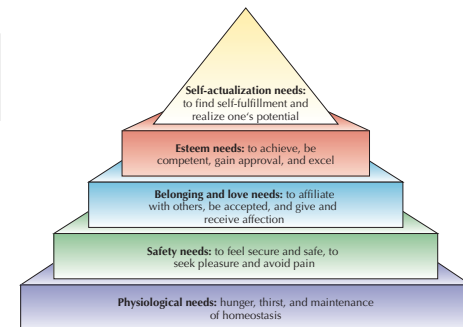 Self-actualization needs:
to find self-fulfillment and
realize one's potential
Esteem needs: to achieve, be
competent, gain approval, and excel
Belonging and love needs: to affiliate
with others, be accepted, and give and
receive affection
Safety needs: to feel secure and safe, to
seek pleasure and avoid pain
Physiological needs: hunger, thirst, and maintenance
of homeostasis